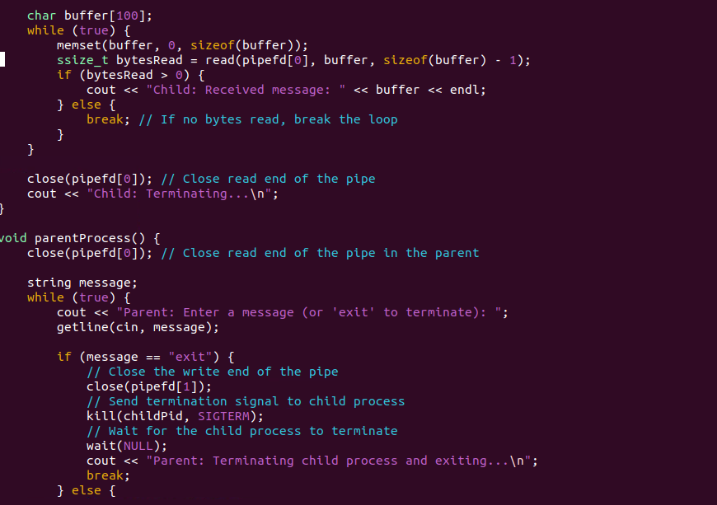 char buffer[100];
while (true) {
memset(buffer, 0, sizeof(buffer));
ssize_t bytesRead = read(pipefd[0], buffer, sizeof(buffer) - 1);
if (bytesRead > 0) {
cout << "Child: Received message: " << buffer << endl;
} else {
break; // If no bytes read, break the loop
}
}
close(pipefd[0]); // Close read end of the pipe
cout << "Child: Terminating...\n";
}
void parentProcess() {
close(pipefd[0]); // Close read end of the pipe in the parent
string message;
while (true) {
cout << "Parent: Enter a message (or 'exit' to terminate): ";
getline(cin, message);
if (message == "exit") {
// Close the write end of the pipe
close(pipefd[1]);
// Send termination signal to child process
kill(childPid, SIGTERM);
// Wait for the child process to terminate
wait(NULL);
cout << "Parent: Terminating child process and exiting...\n";
break;
} else {